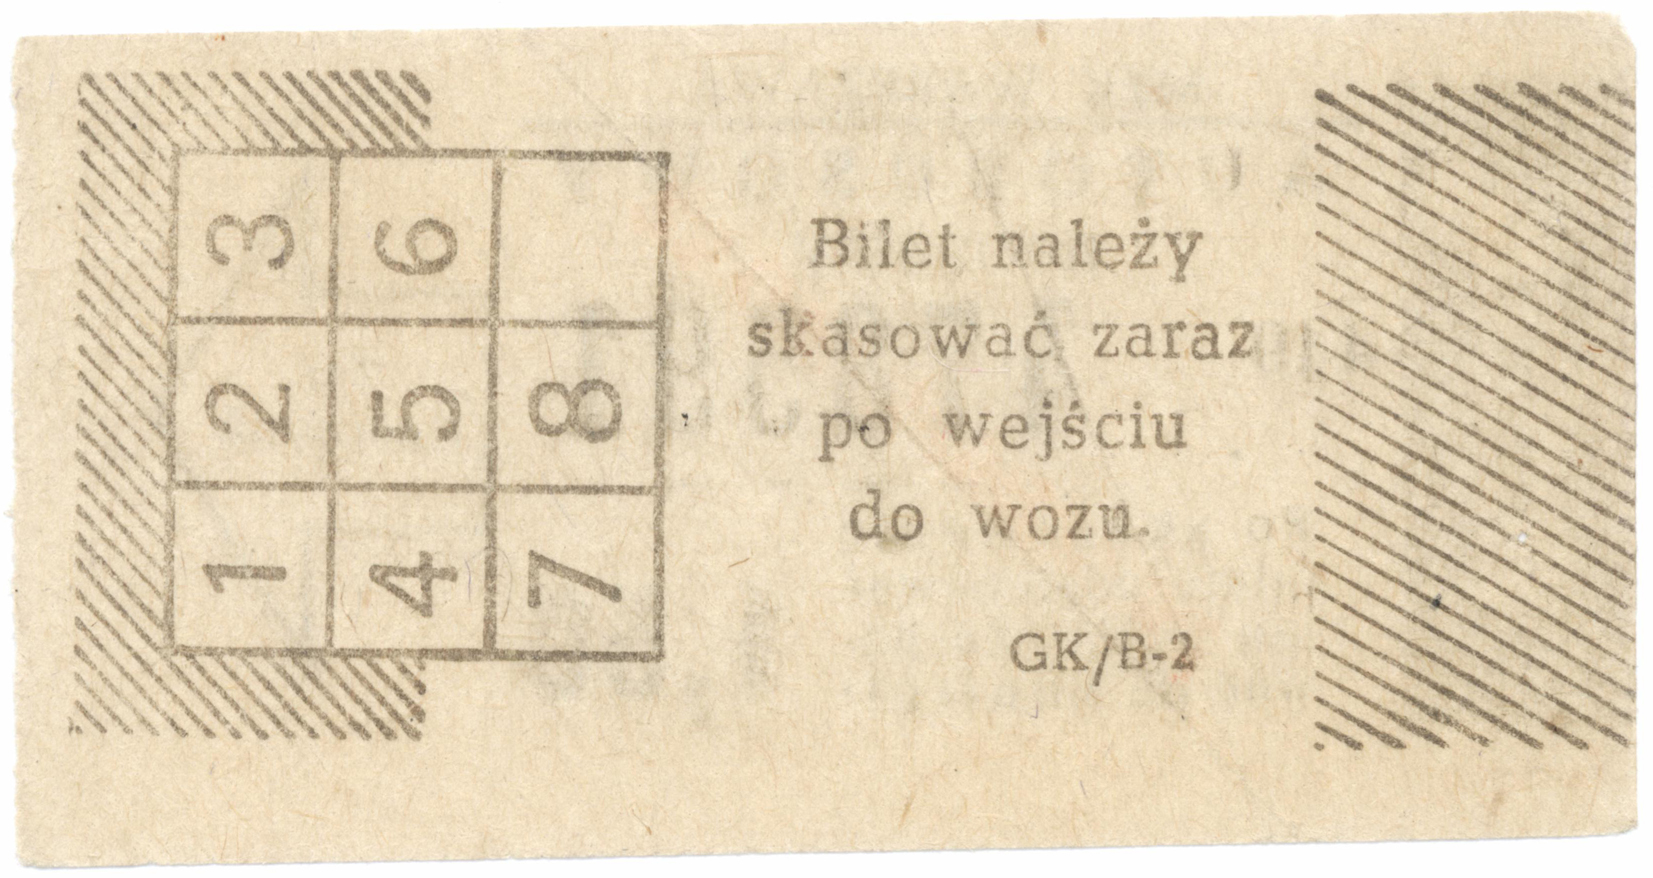 3 6
2 5 8
1 4 7
Bilet należy
skasować zaraz
po wejściu
do wozu.
GK/B-2